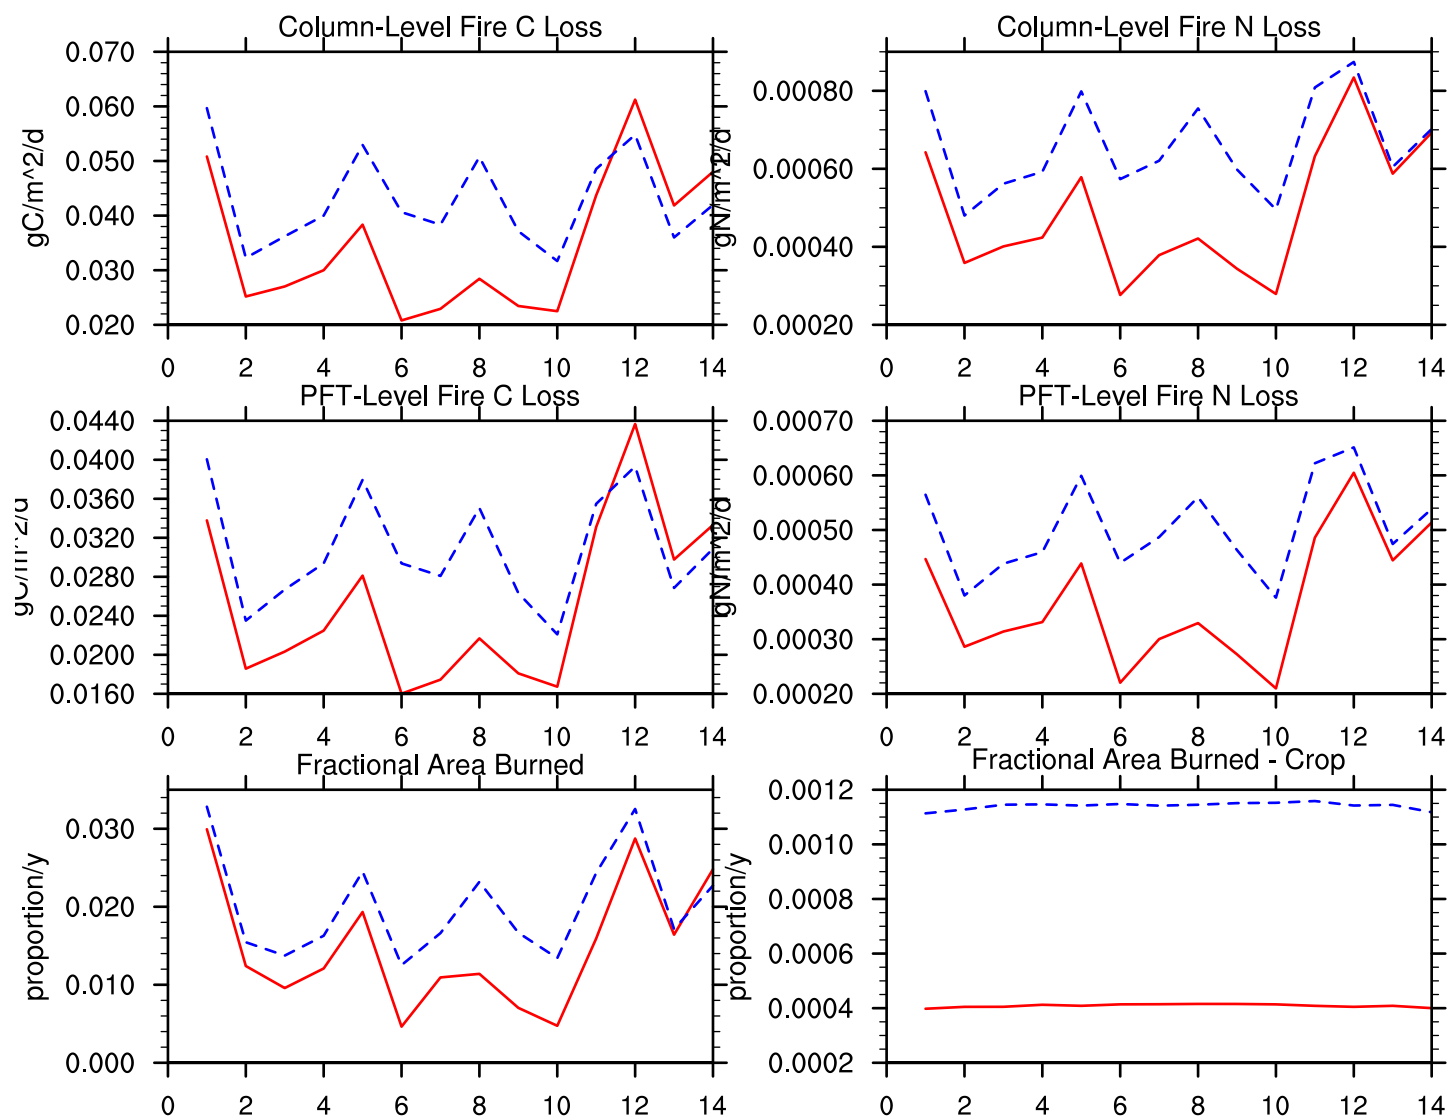 Column-Level Fire C Loss
0.070
0.060
0.050
0.040
0.030
0.020
gC/m^2/d
0 2 4 6 8 10 12 14
Column-Level Fire N Loss
0.00080
0.00060
0.00040
0.00020
gN/m^2/d
0 2 4 6 8 10 12 14
PFT-Level Fire C Loss
0.0440
0.0400
0.0360
0.0320
0.0280
0.0240
0.0200
0.0160
gC/m^2/d
0 2 4 6 8 10 12 14
PFT-Level Fire N Loss
0.00070
0.00060
0.00050
0.00040
0.00030
0.00020
gN/m^2/d
0 2 4 6 8 10 12 14
Fractional Area Burned
0.030
0.020
0.010
0.000
proportion/y
0 2 4 6 8 10 12 14
Fractional Area Burned - Crop
0.0012
0.0010
0.0008
0.0006
0.0004
0.0002
proportion/y
0 2 4 6 8 10 12 14